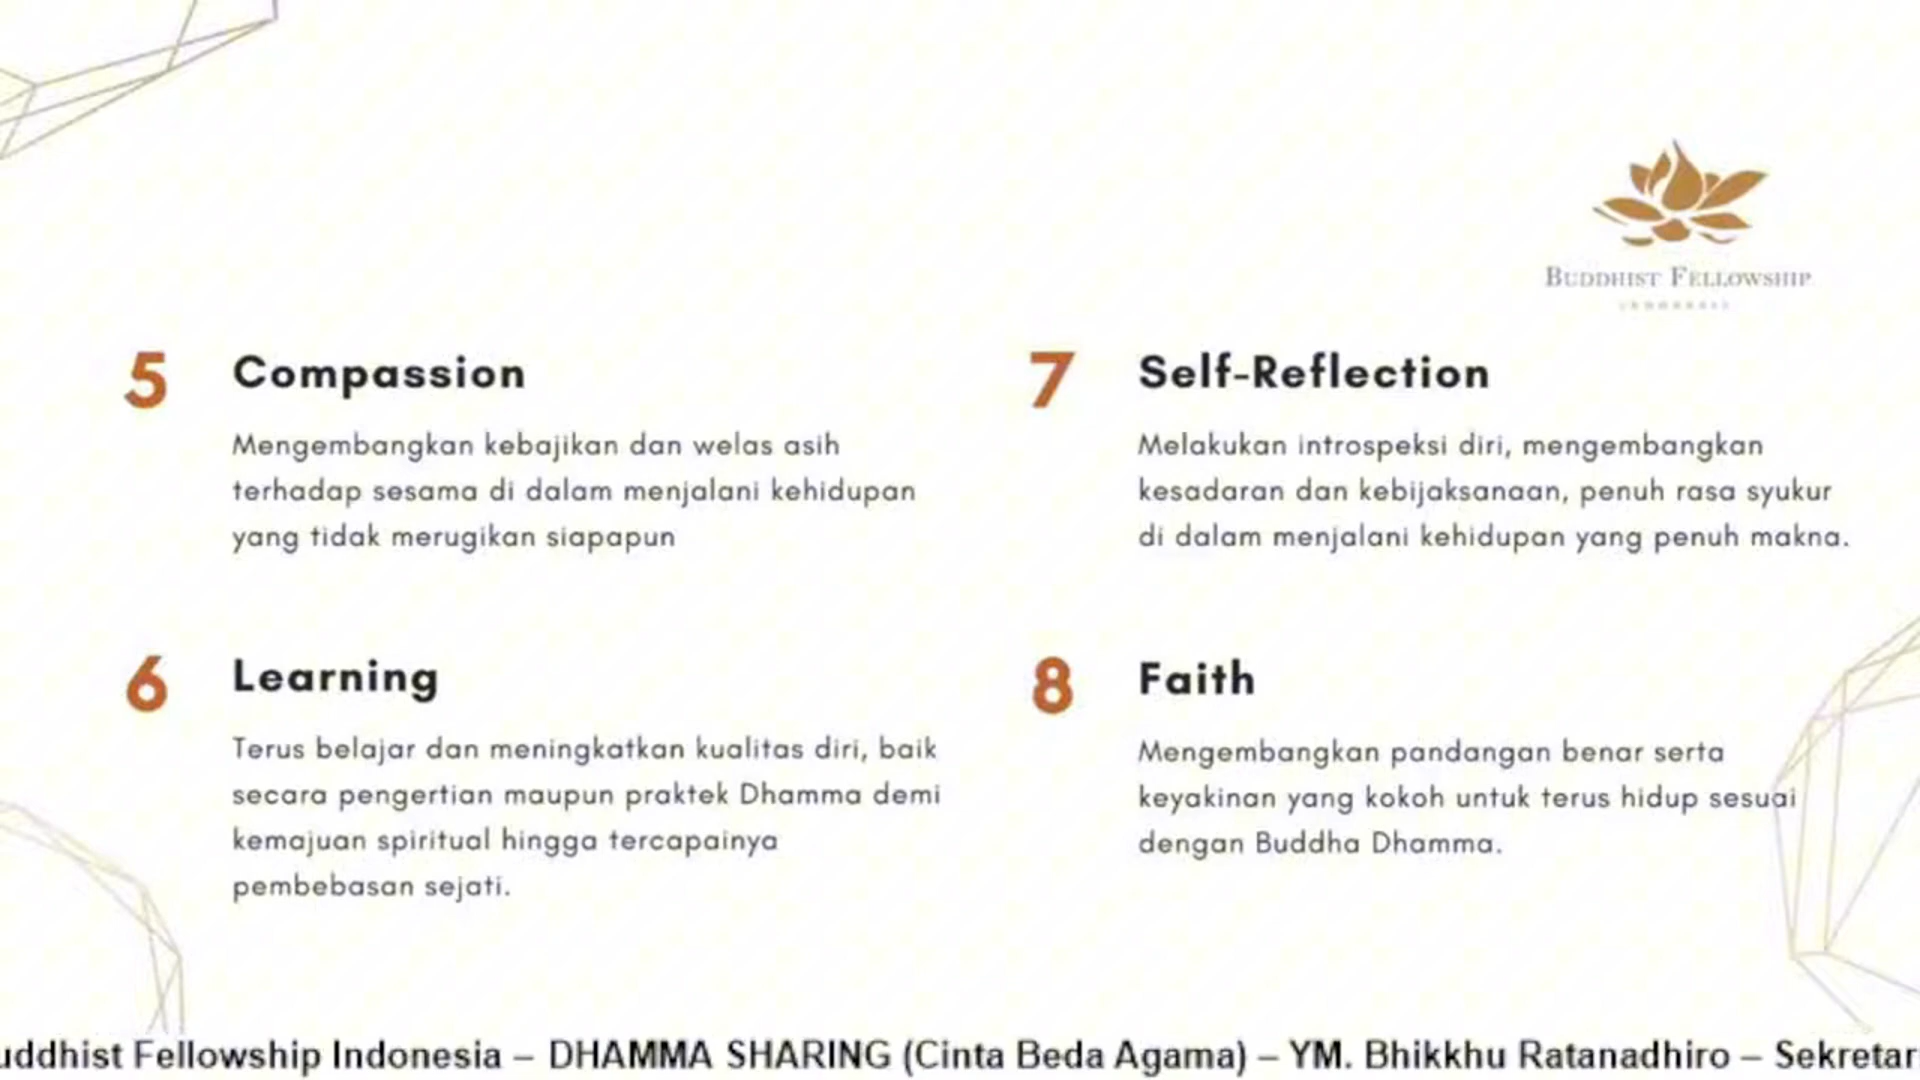 BUDDHIST FELLOWSHIP
INDONESIA
5 Compassion
Mengembangkan kebajikan dan welas asih
terhadap sesama di dalam menjalani kehidupan
yang tidak merugikan siapapun
6 Learning
Terus belajar dan meningkatkan kualitas diri, baik
secara pengertian maupun praktek Dhamma demi
kemajuan spiritual hingga tercapainya
pembebasan sejati.
7 Self-Reflection
Melakukan introspeksi diri, mengembangkan
kesadaran dan kebijaksanaan, penuh rasa syukur
di dalam menjalani kehidupan yang penuh makna.
8 Faith
Mengembangkan pandangan benar serta
keyakinan yang kokoh untuk terus hidup sesuai
dengan Buddha Dhamma.
uddhist Fellowship Indonesia – DHAMMA SHARING (Cinta Beda Agama) – YM. Bhikkhu Ratanadhiro – Sekretar